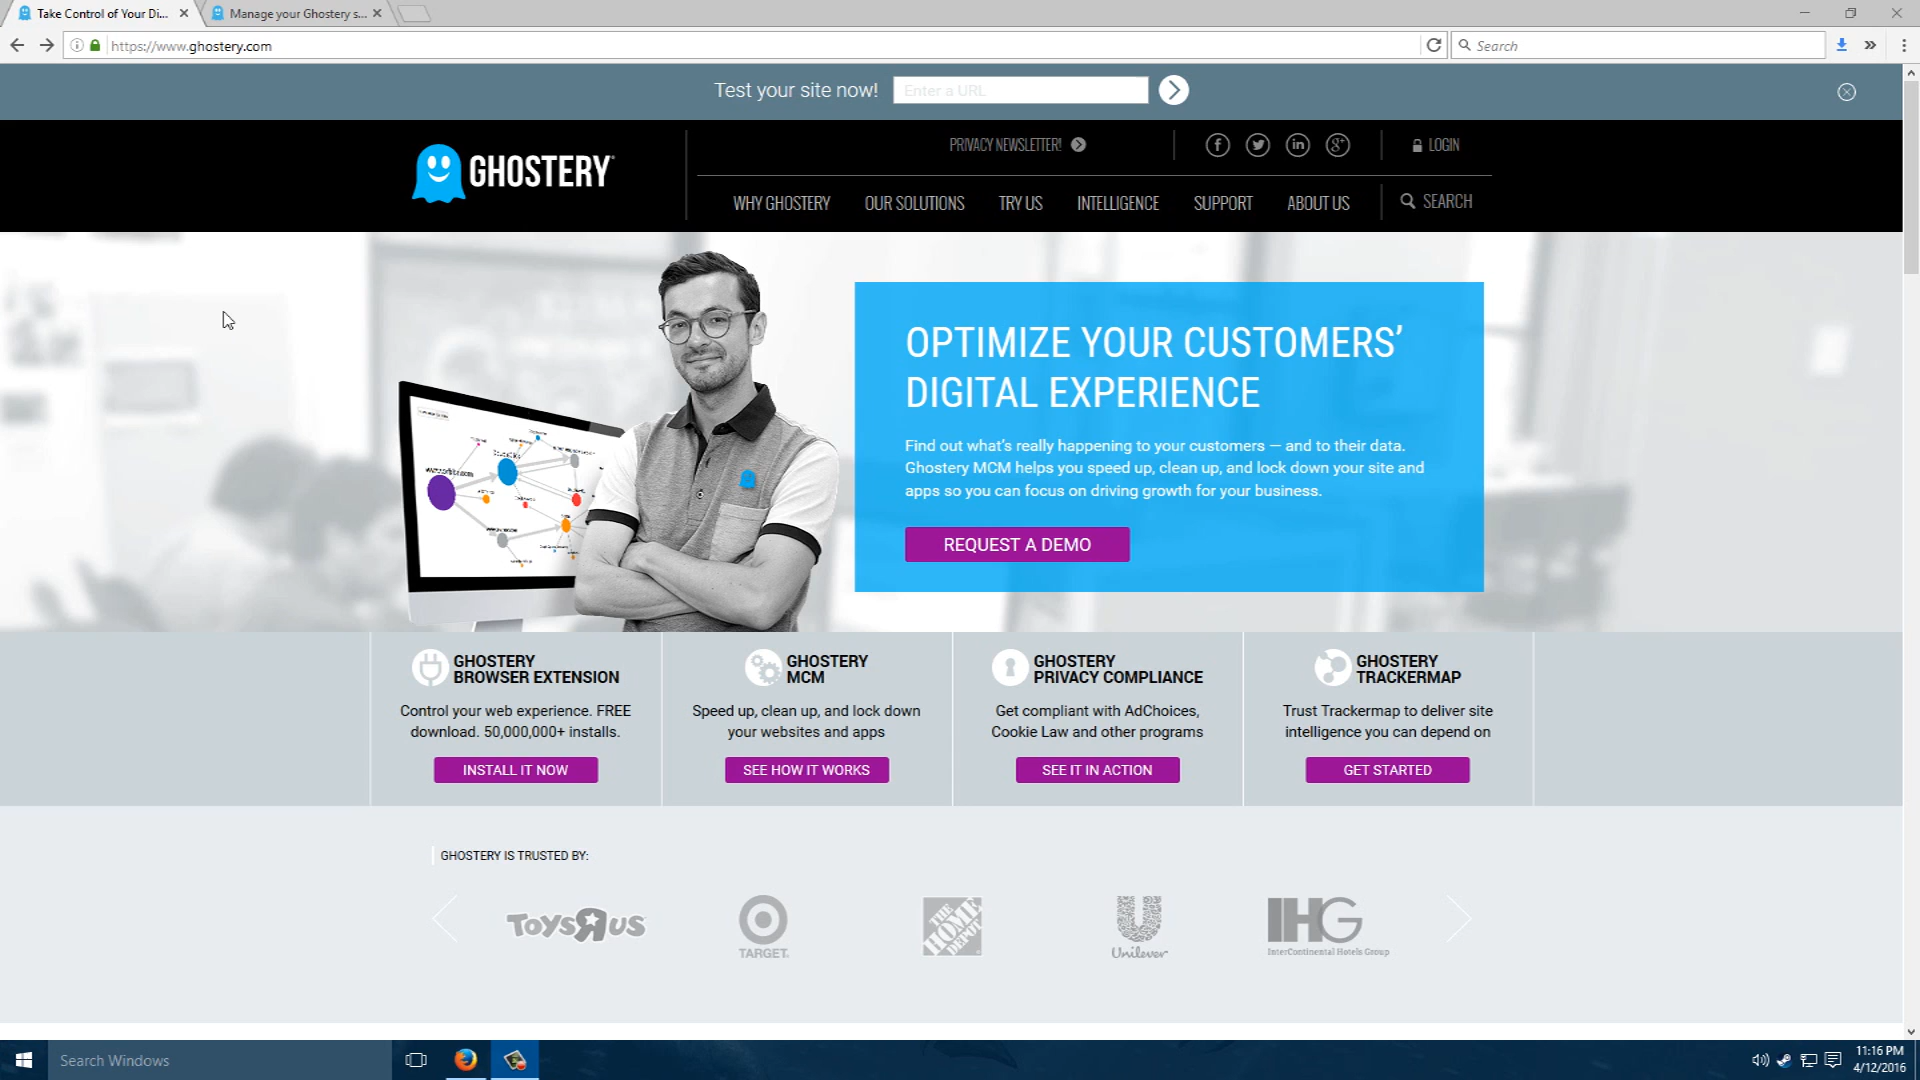 Take Control of Your Di...
Manage your Ghostery s...
https://www.ghostery.com
Search
Test your site now!
Enter a URL
GHOSTERY
PRIVACY NEWSLETTER!
LOGIN
WHY GHOSTERY
OUR SOLUTIONS
TRY US
INTELLIGENCE
SUPPORT
ABOUT US
SEARCH
OPTIMIZE YOUR CUSTOMERS’
DIGITAL EXPERIENCE
Find out what’s really happening to your customers — and to their data.
Ghostery MCM helps you speed up, clean up, and lock down your site and
apps so you can focus on driving growth for your business.
REQUEST A DEMO
GHOSTERY
BROWSER EXTENSION
Control your web experience. FREE
download. 50,000,000+ installs.
INSTALL IT NOW
GHOSTERY
MCM
Speed up, clean up, and lock down
your websites and apps
SEE HOW IT WORKS
GHOSTERY
PRIVACY COMPLIANCE
Get compliant with AdChoices,
Cookie Law and other programs
SEE IT IN ACTION
GHOSTERY
TRACKERMAP
Trust Trackermap to deliver site
intelligence you can depend on
GET STARTED
GHOSTERY IS TRUSTED BY:
ToysЯus
TARGET.
THE HOME DEPOT
Unilever
IHG
InterContinental Hotels Group
Search Windows
11:16 PM
4/12/2016